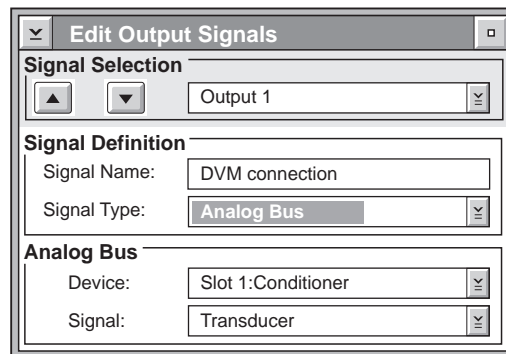 Edit Output Signals
Signal Selection
Output 1
Signal Definition
Signal Name: DVM connection
Signal Type: Analog Bus
Analog Bus
Device: Slot 1:Conditioner
Signal: Transducer